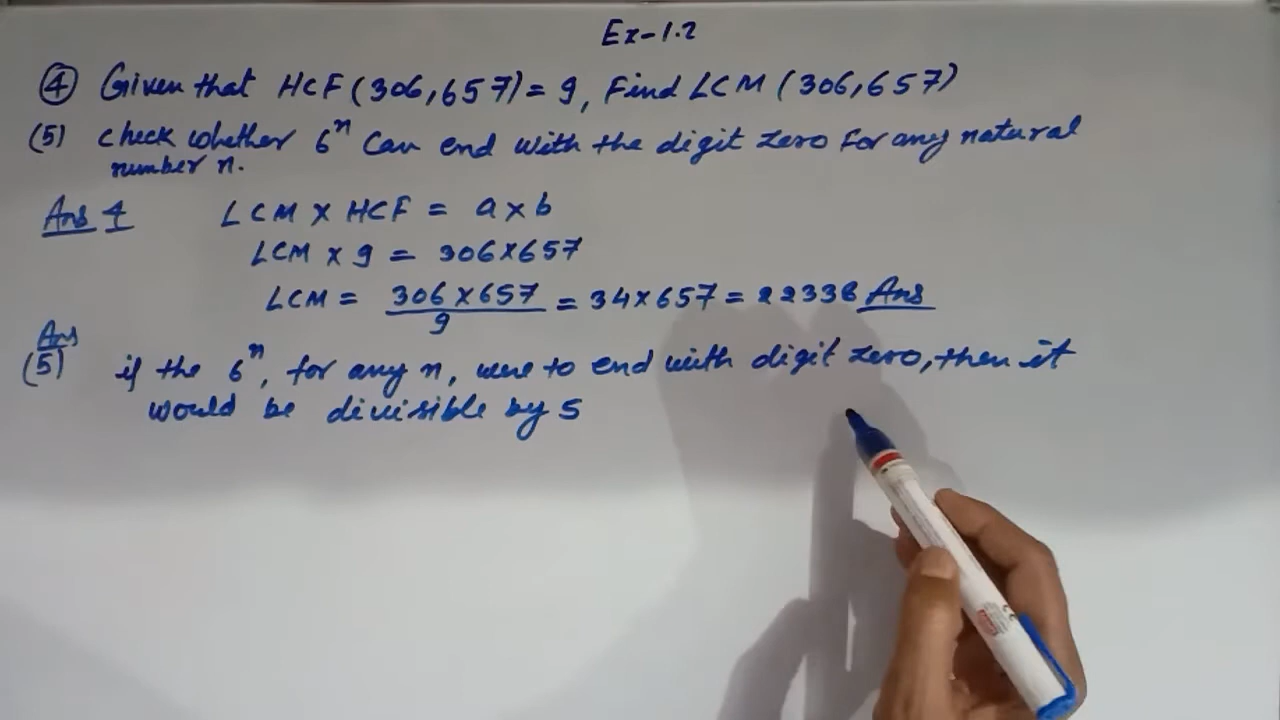 Ex-1.2
④ Given that HCF(306,657)=9, Find LCM (306,657)
(5) Check whether 6ⁿ Can end with the digit zero for any natural
number n.
Ans 4 LCM × HCF = a×b
LCM × 9 = 306×657
LCM = 306×657/9 = 34×657 = 22338 Ans
Ans
(5) if the 6ⁿ, for any n, were to end with digit zero, then it
would be divisible by 5